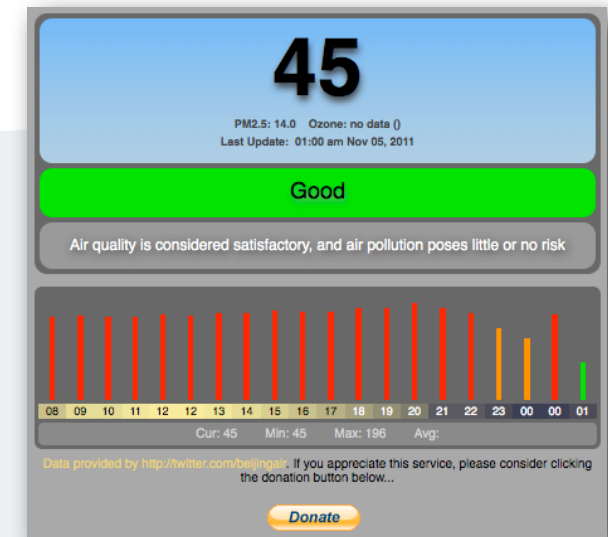 45
PM2.5: 14.0 Ozone: no data ()
Last Update: 01:00 am Nov 05, 2011
Good
Air quality is considered satisfactory, and air pollution poses little or no risk
08 09 10 11 12 12 13 14 15 16 17 18 19 20 21 22 23 00 00 01
Cur: 45 Min: 45 Max: 196 Avg:
Data provided by http://twitter.com/beijingair. If you appreciate this service, please consider clicking
the donation button below...
Donate